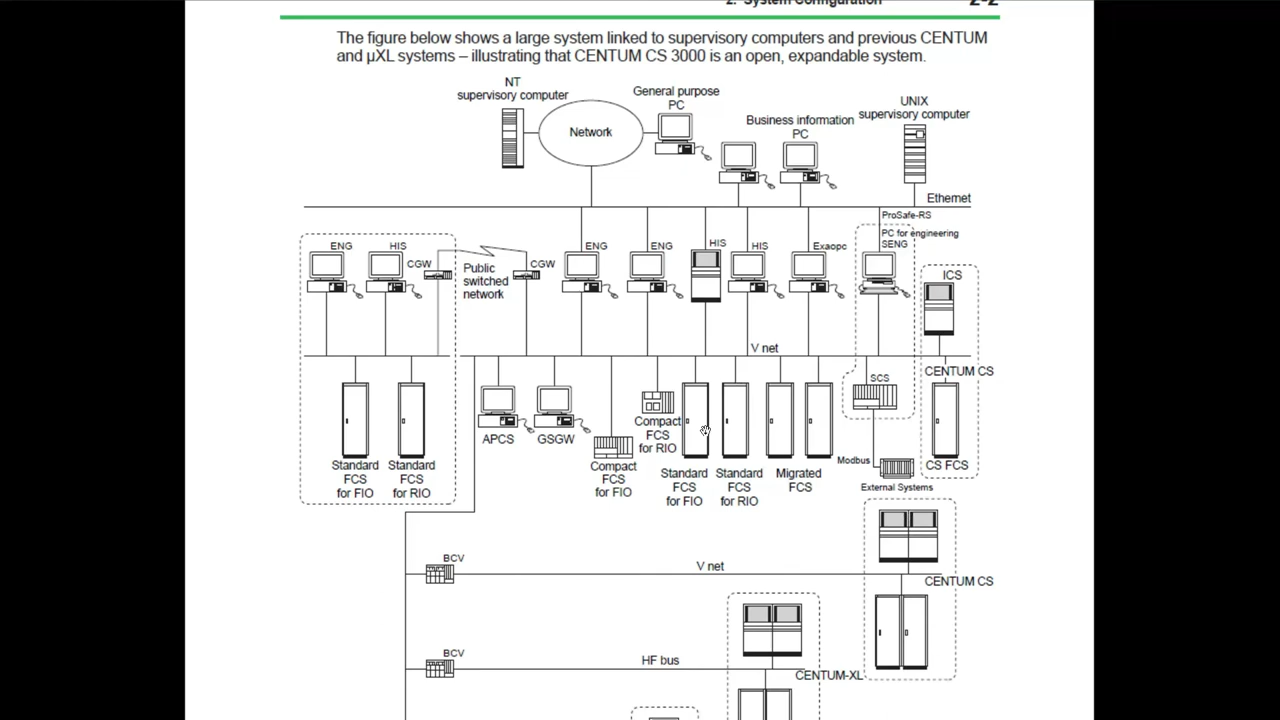 2. System Configuration
2-2
The figure below shows a large system linked to supervisory computers and previous CENTUM
and µXL systems – illustrating that CENTUM CS 3000 is an open, expandable system.
NT
supervisory computer
Network
General purpose
PC
Business information
PC
UNIX
supervisory computer
Ethernet
ProSafe-RS
PC for engineering
SENG
ENG
HIS
CGW
Public
switched
network
CGW
ENG
ENG
HIS
HIS
Exaopc
ICS
V net
CENTUM CS
SCS
Standard
FCS
for FIO
Standard
FCS
for RIO
APCS
GSGW
Compact
FCS
for FIO
Compact
FCS
for RIO
Standard
FCS
for FIO
Standard
FCS
for RIO
Migrated
FCS
Modbus
External Systems
CS FCS
BCV
V net
CENTUM CS
BCV
HF bus
CENTUM-XL